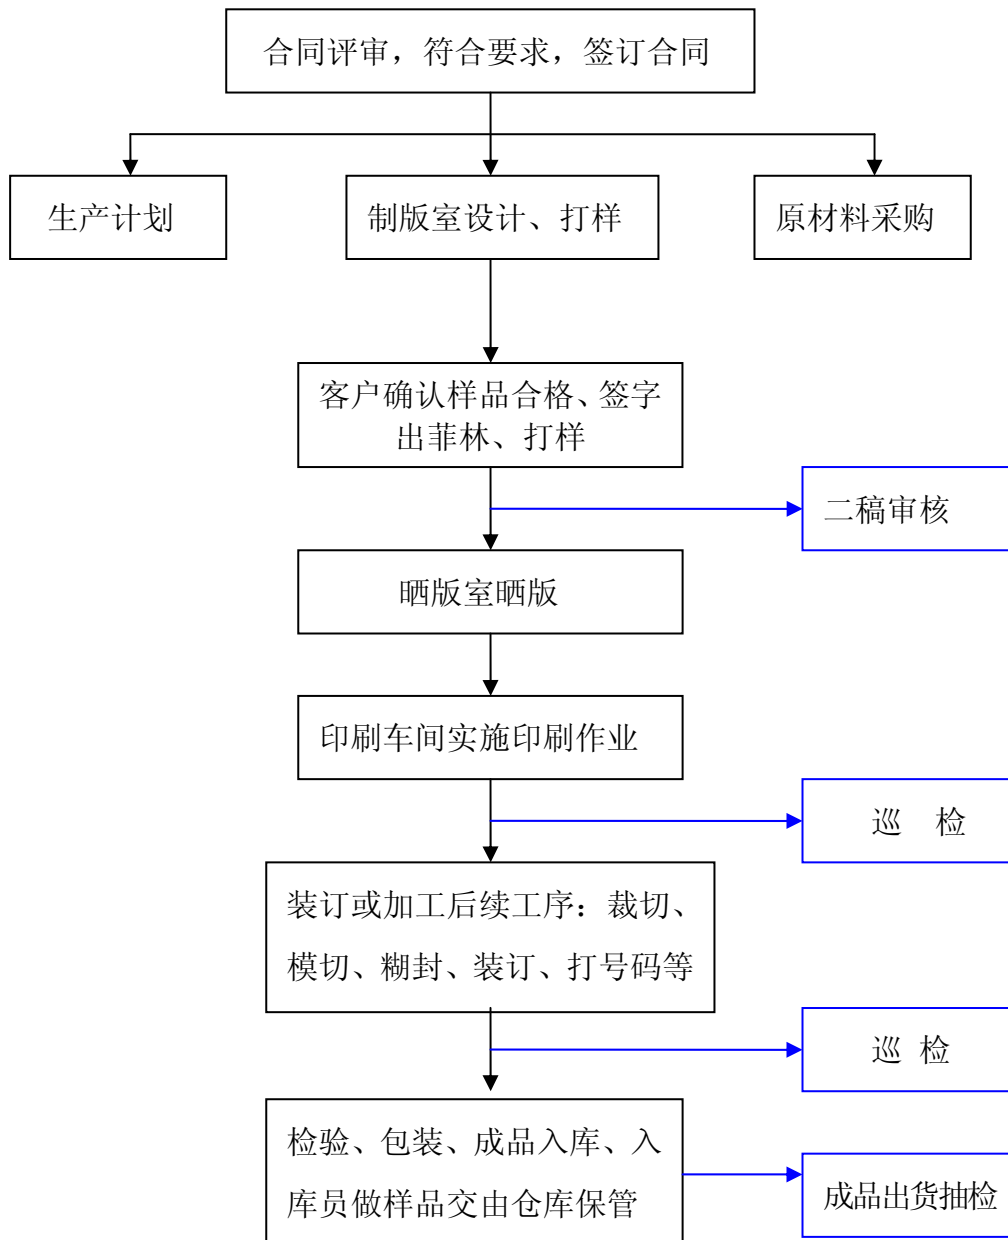 合同评审，符合要求，签订合同
生产计划
制版室设计、打样
原材料采购
客户确认样品合格、签字
出菲林、打样
二稿审核
晒版室晒版
印刷车间实施印刷作业
巡 检
装订或加工后续工序：裁切、
模切、糊封、装订、打号码等
巡 检
检验、包装、成品入库、入
库员做样品交由仓库保管
成品出货抽检